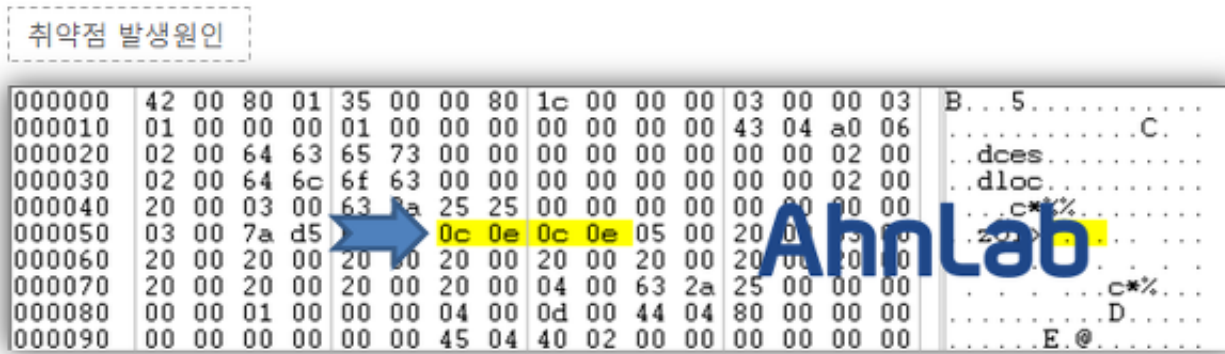 취약점 발생원인
000000 42 00 80 01 35 00 00 80 1c 00 00 00 03 00 00 03 B...5...........
000010 01 00 00 00 01 00 00 00 00 00 00 00 43 04 a0 06 ............C. .
000020 02 00 64 63 65 73 00 00 00 00 00 00 00 00 02 00 ..dces..........
000030 02 00 64 6c 6f 63 00 00 00 00 00 00 00 00 02 00 ..dloc..........
000040 20 00 03 00 63 25 25 00 00 00 00 00 00 00 00 ...c*%%
000050 03 00 7a d5 0c 0e 0c 0e 05 00 20
AhnLab
000060 20 00 20 00 20 20 00 20 00 20 00 20
000070 20 00 20 00 20 00 20 00 04 00 63 2a 25 00 00 00 c*%...
000080 00 00 01 00 00 00 04 00 0d 00 44 04 80 00 00 00 ..........D.....
000090 00 00 00 00 00 00 45 04 40 02 00 00 00 00 00 00 ......E.@.......